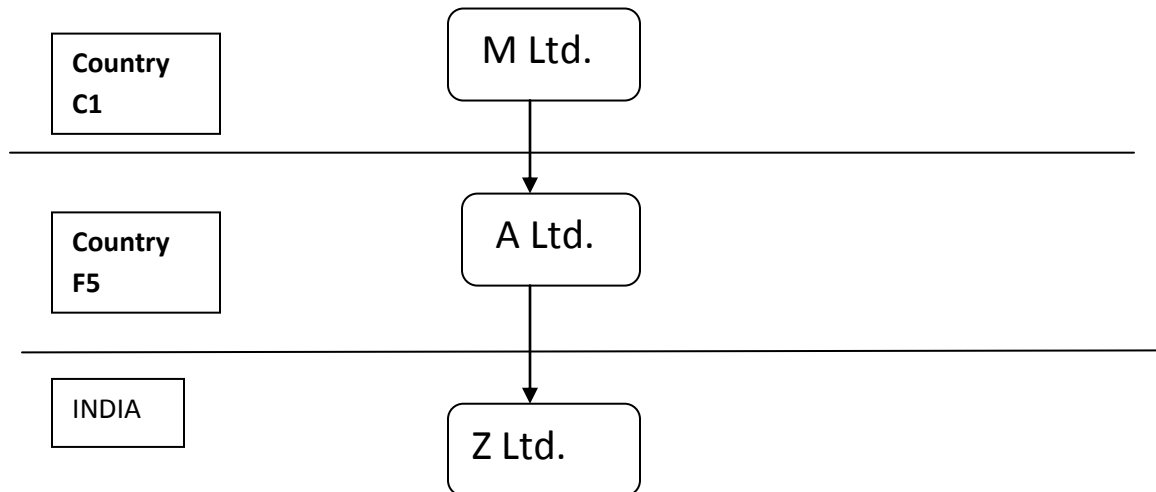 M Ltd.
Country
C1
A Ltd.
Country
F5
INDIA
Z Ltd.